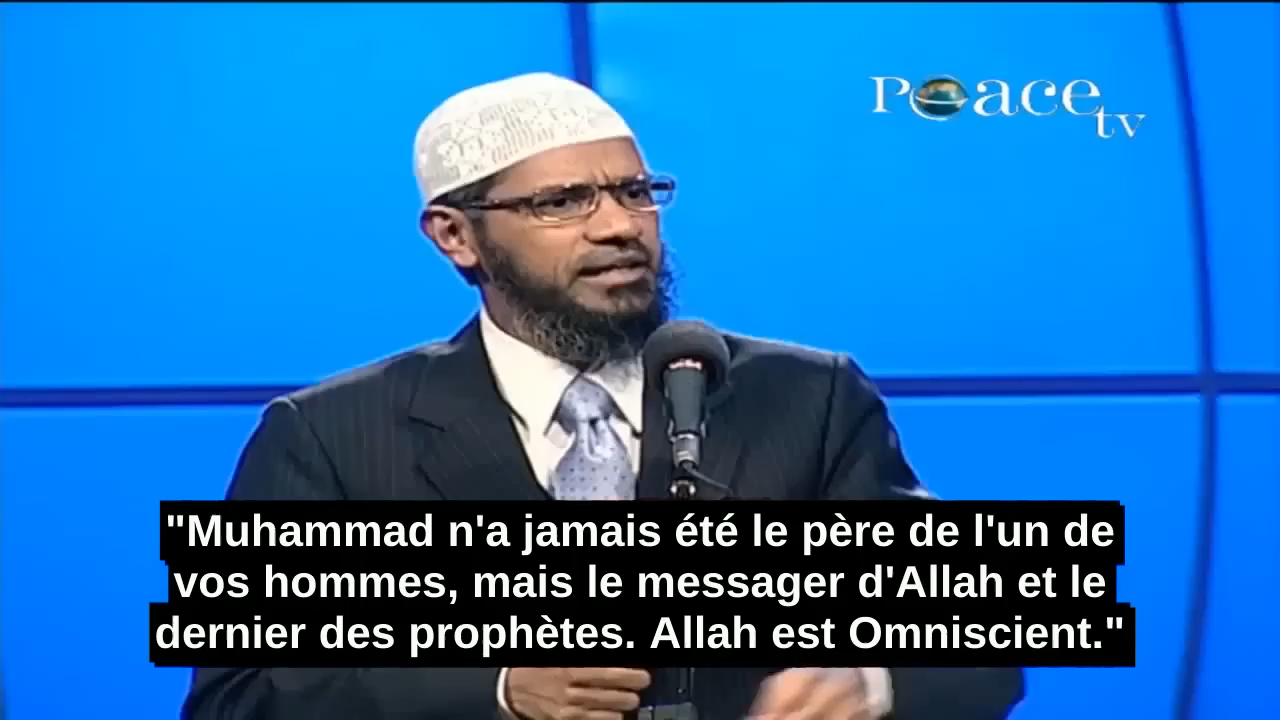 Peace
tv
"Muhammad n'a jamais été le père de l'un de
vos hommes, mais le messager d'Allah et le
dernier des prophètes. Allah est Omniscient."